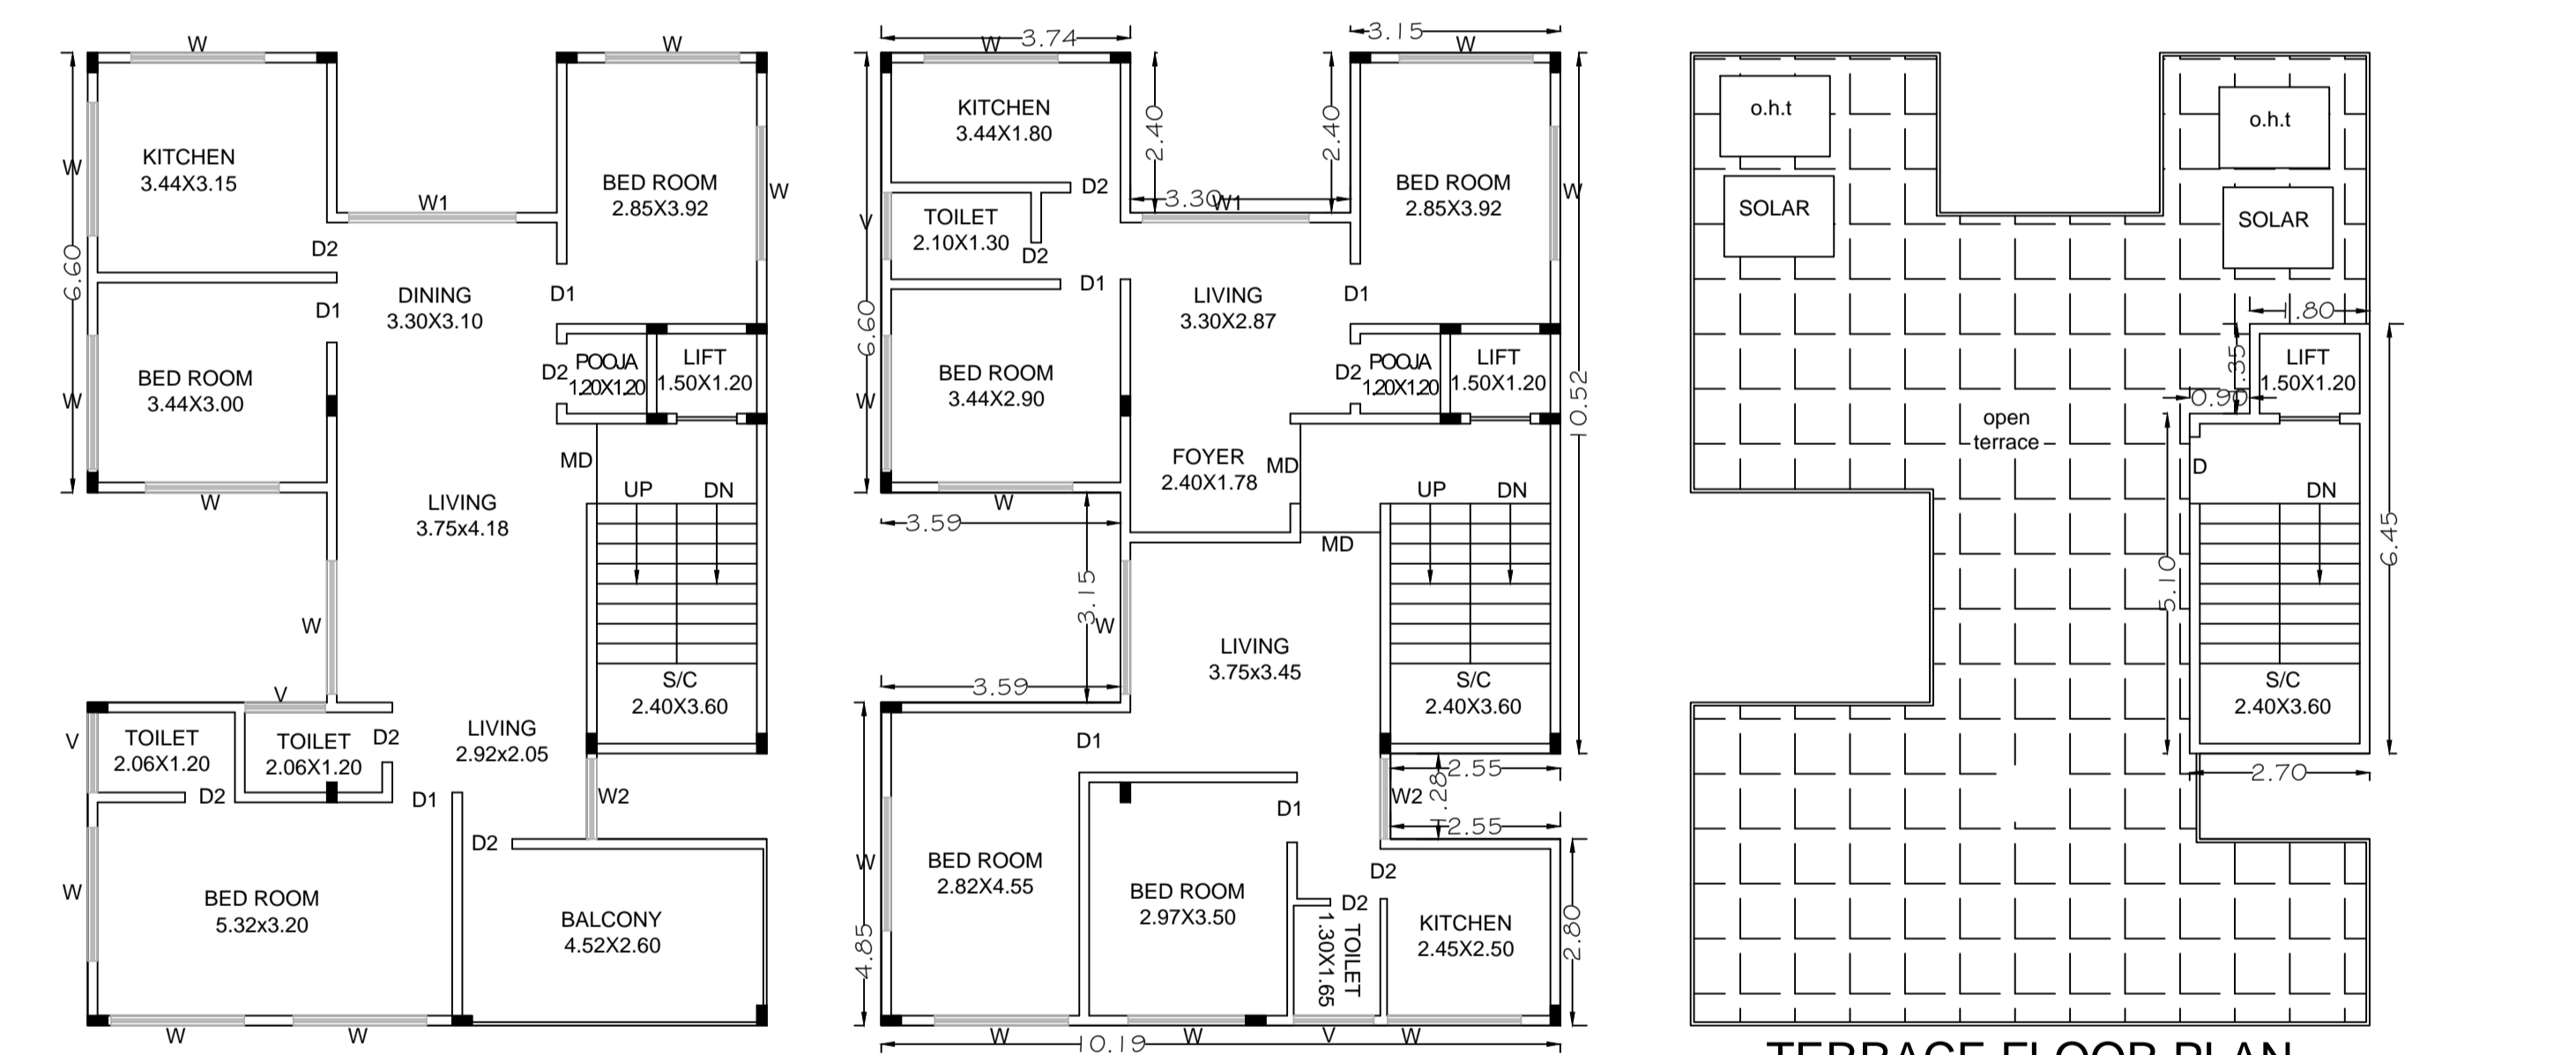 W
W
KITCHEN
3.44X3.15
W
BED ROOM
2.85X3.92
W
W1
6.60
D2
D1
DINING
3.30X3.10
D1
BED ROOM
3.44X3.00
W
D2
POOJA
1.20X1.20
LIFT
1.50X1.20
MD
W
LIVING
3.75x4.18
UP
DN
W
S/C
2.40X3.60
V
V
TOILET
2.06X1.20
TOILET
2.06X1.20
D2
LIVING
2.92x2.05
D2
D1
W2
D2
W
BED ROOM
5.32x3.20
BALCONY
4.52X2.60
W
W
3.74
W
3.15
W
KITCHEN
3.44X1.80
2.40
2.40
D2
BED ROOM
2.85X3.92
W
3.30
W1
V
TOILET
2.10X1.30
D2
D1
6.60
LIVING
3.30X2.87
D1
BED ROOM
3.44X2.90
W
D2
POOJA
1.20X1.20
LIFT
1.50X1.20
10.52
FOYER
2.40X1.78
MD
W
UP
DN
3.59
MD
3.15
W
LIVING
3.75x3.45
3.59
S/C
2.40X3.60
D1
2.55
W2
1.28
D1
2.55
W
BED ROOM
2.82X4.55
D2
BED ROOM
2.97X3.50
D2
TOILET
1.30X1.65
KITCHEN
2.45X2.50
4.85
2.80
W
W
V
W
10.19
o.h.t
o.h.t
SOLAR
SOLAR
1.80
1.35
LIFT
1.50X1.20
0.90
open
terrace
D
DN
5.10
6.45
S/C
2.40X3.60
2.70
TERRACE FLOOR PLAN